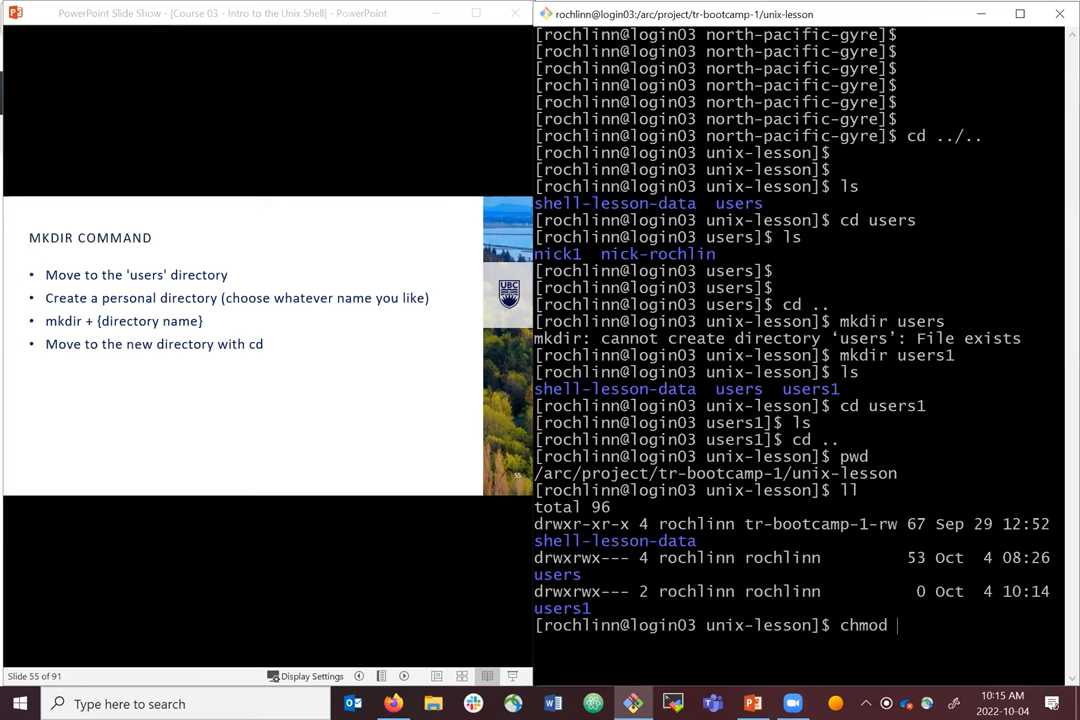 PowerPoint Slide Show - [Course 03 - Intro to the Unix Shell] - PowerPoint
MKDIR COMMAND
• Move to the 'users' directory
• Create a personal directory (choose whatever name you like)
• mkdir + {directory name}
• Move to the new directory with cd
UBC
55
Slide 55 of 91
Display Settings
rochlinn@login03:/arc/project/tr-bootcamp-1/unix-lesson
[rochlinn@login03 north-pacific-gyre]$
[rochlinn@login03 north-pacific-gyre]$
[rochlinn@login03 north-pacific-gyre]$
[rochlinn@login03 north-pacific-gyre]$
[rochlinn@login03 north-pacific-gyre]$
[rochlinn@login03 north-pacific-gyre]$
[rochlinn@login03 north-pacific-gyre]$ cd ../..
[rochlinn@login03 unix-lesson]$
[rochlinn@login03 unix-lesson]$
[rochlinn@login03 unix-lesson]$ ls
shell-lesson-data  users
[rochlinn@login03 unix-lesson]$ cd users
[rochlinn@login03 users]$ ls
nick1  nick-rochlin
[rochlinn@login03 users]$
[rochlinn@login03 users]$
[rochlinn@login03 users]$ cd ..
[rochlinn@login03 unix-lesson]$ mkdir users
mkdir: cannot create directory ‘users’: File exists
[rochlinn@login03 unix-lesson]$ mkdir users1
[rochlinn@login03 unix-lesson]$ ls
shell-lesson-data  users  users1
[rochlinn@login03 unix-lesson]$ cd users1
[rochlinn@login03 users1]$ ls
[rochlinn@login03 users1]$ cd ..
[rochlinn@login03 unix-lesson]$ pwd
/arc/project/tr-bootcamp-1/unix-lesson
[rochlinn@login03 unix-lesson]$ ll
total 96
drwxr-xr-x 4 rochlinn tr-bootcamp-1-rw 67 Sep 29 12:52
shell-lesson-data
drwxrwx--- 4 rochlinn rochlinn 53 Oct 4 08:26
users
drwxrwx--- 2 rochlinn rochlinn 0 Oct 4 10:14
users1
[rochlinn@login03 unix-lesson]$ chmod
Type here to search
10:15 AM
2022-10-04